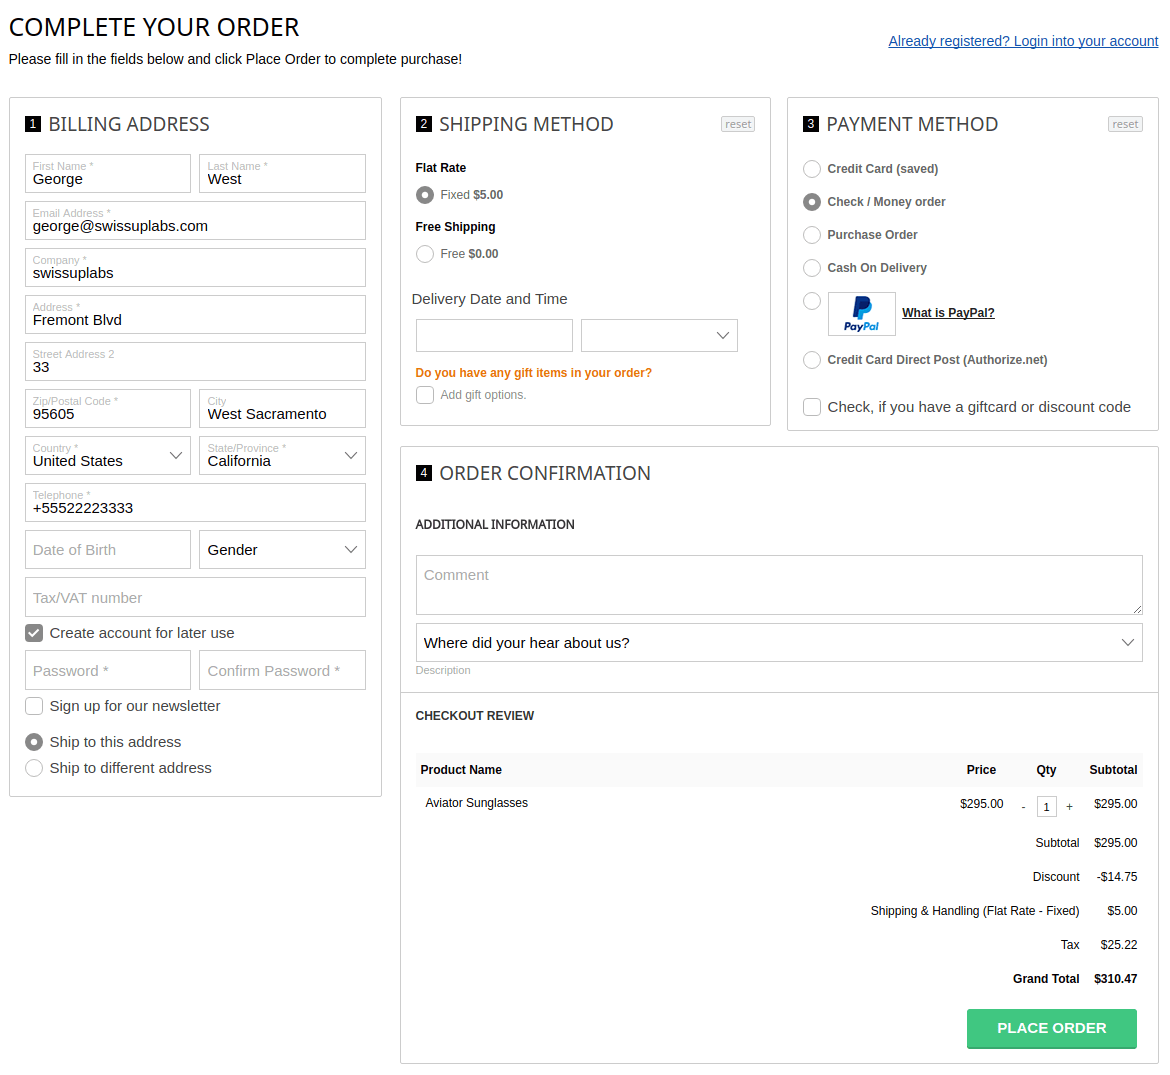 COMPLETE YOUR ORDER
Already registered? Login into your account
Please fill in the fields below and click Place Order to complete purchase!
1 BILLING ADDRESS
First Name *
George
Last Name *
West
Email Address *
george@swissuplabs.com
Company *
swissuplabs
Address *
Fremont Blvd
Street Address 2
33
Zip/Postal Code *
95605
City
West Sacramento
Country *
United States
State/Province *
California
Telephone *
+55522223333
Date of Birth
Gender
Tax/VAT number
Create account for later use
Password *
Confirm Password *
Sign up for our newsletter
Ship to this address
Ship to different address
2 SHIPPING METHOD
reset
Flat Rate
Fixed $5.00
Free Shipping
Free $0.00
Delivery Date and Time
Do you have any gift items in your order?
Add gift options.
3 PAYMENT METHOD
reset
Credit Card (saved)
Check / Money order
Purchase Order
Cash On Delivery
PayPal What is PayPal?
Credit Card Direct Post (Authorize.net)
Check, if you have a giftcard or discount code
4 ORDER CONFIRMATION
ADDITIONAL INFORMATION
Comment
Where did your hear about us?
Description
CHECKOUT REVIEW
Product Name Price Qty Subtotal
Aviator Sunglasses $295.00 - 1 + $295.00
Subtotal $295.00
Discount -$14.75
Shipping & Handling (Flat Rate - Fixed) $5.00
Tax $25.22
Grand Total $310.47
PLACE ORDER